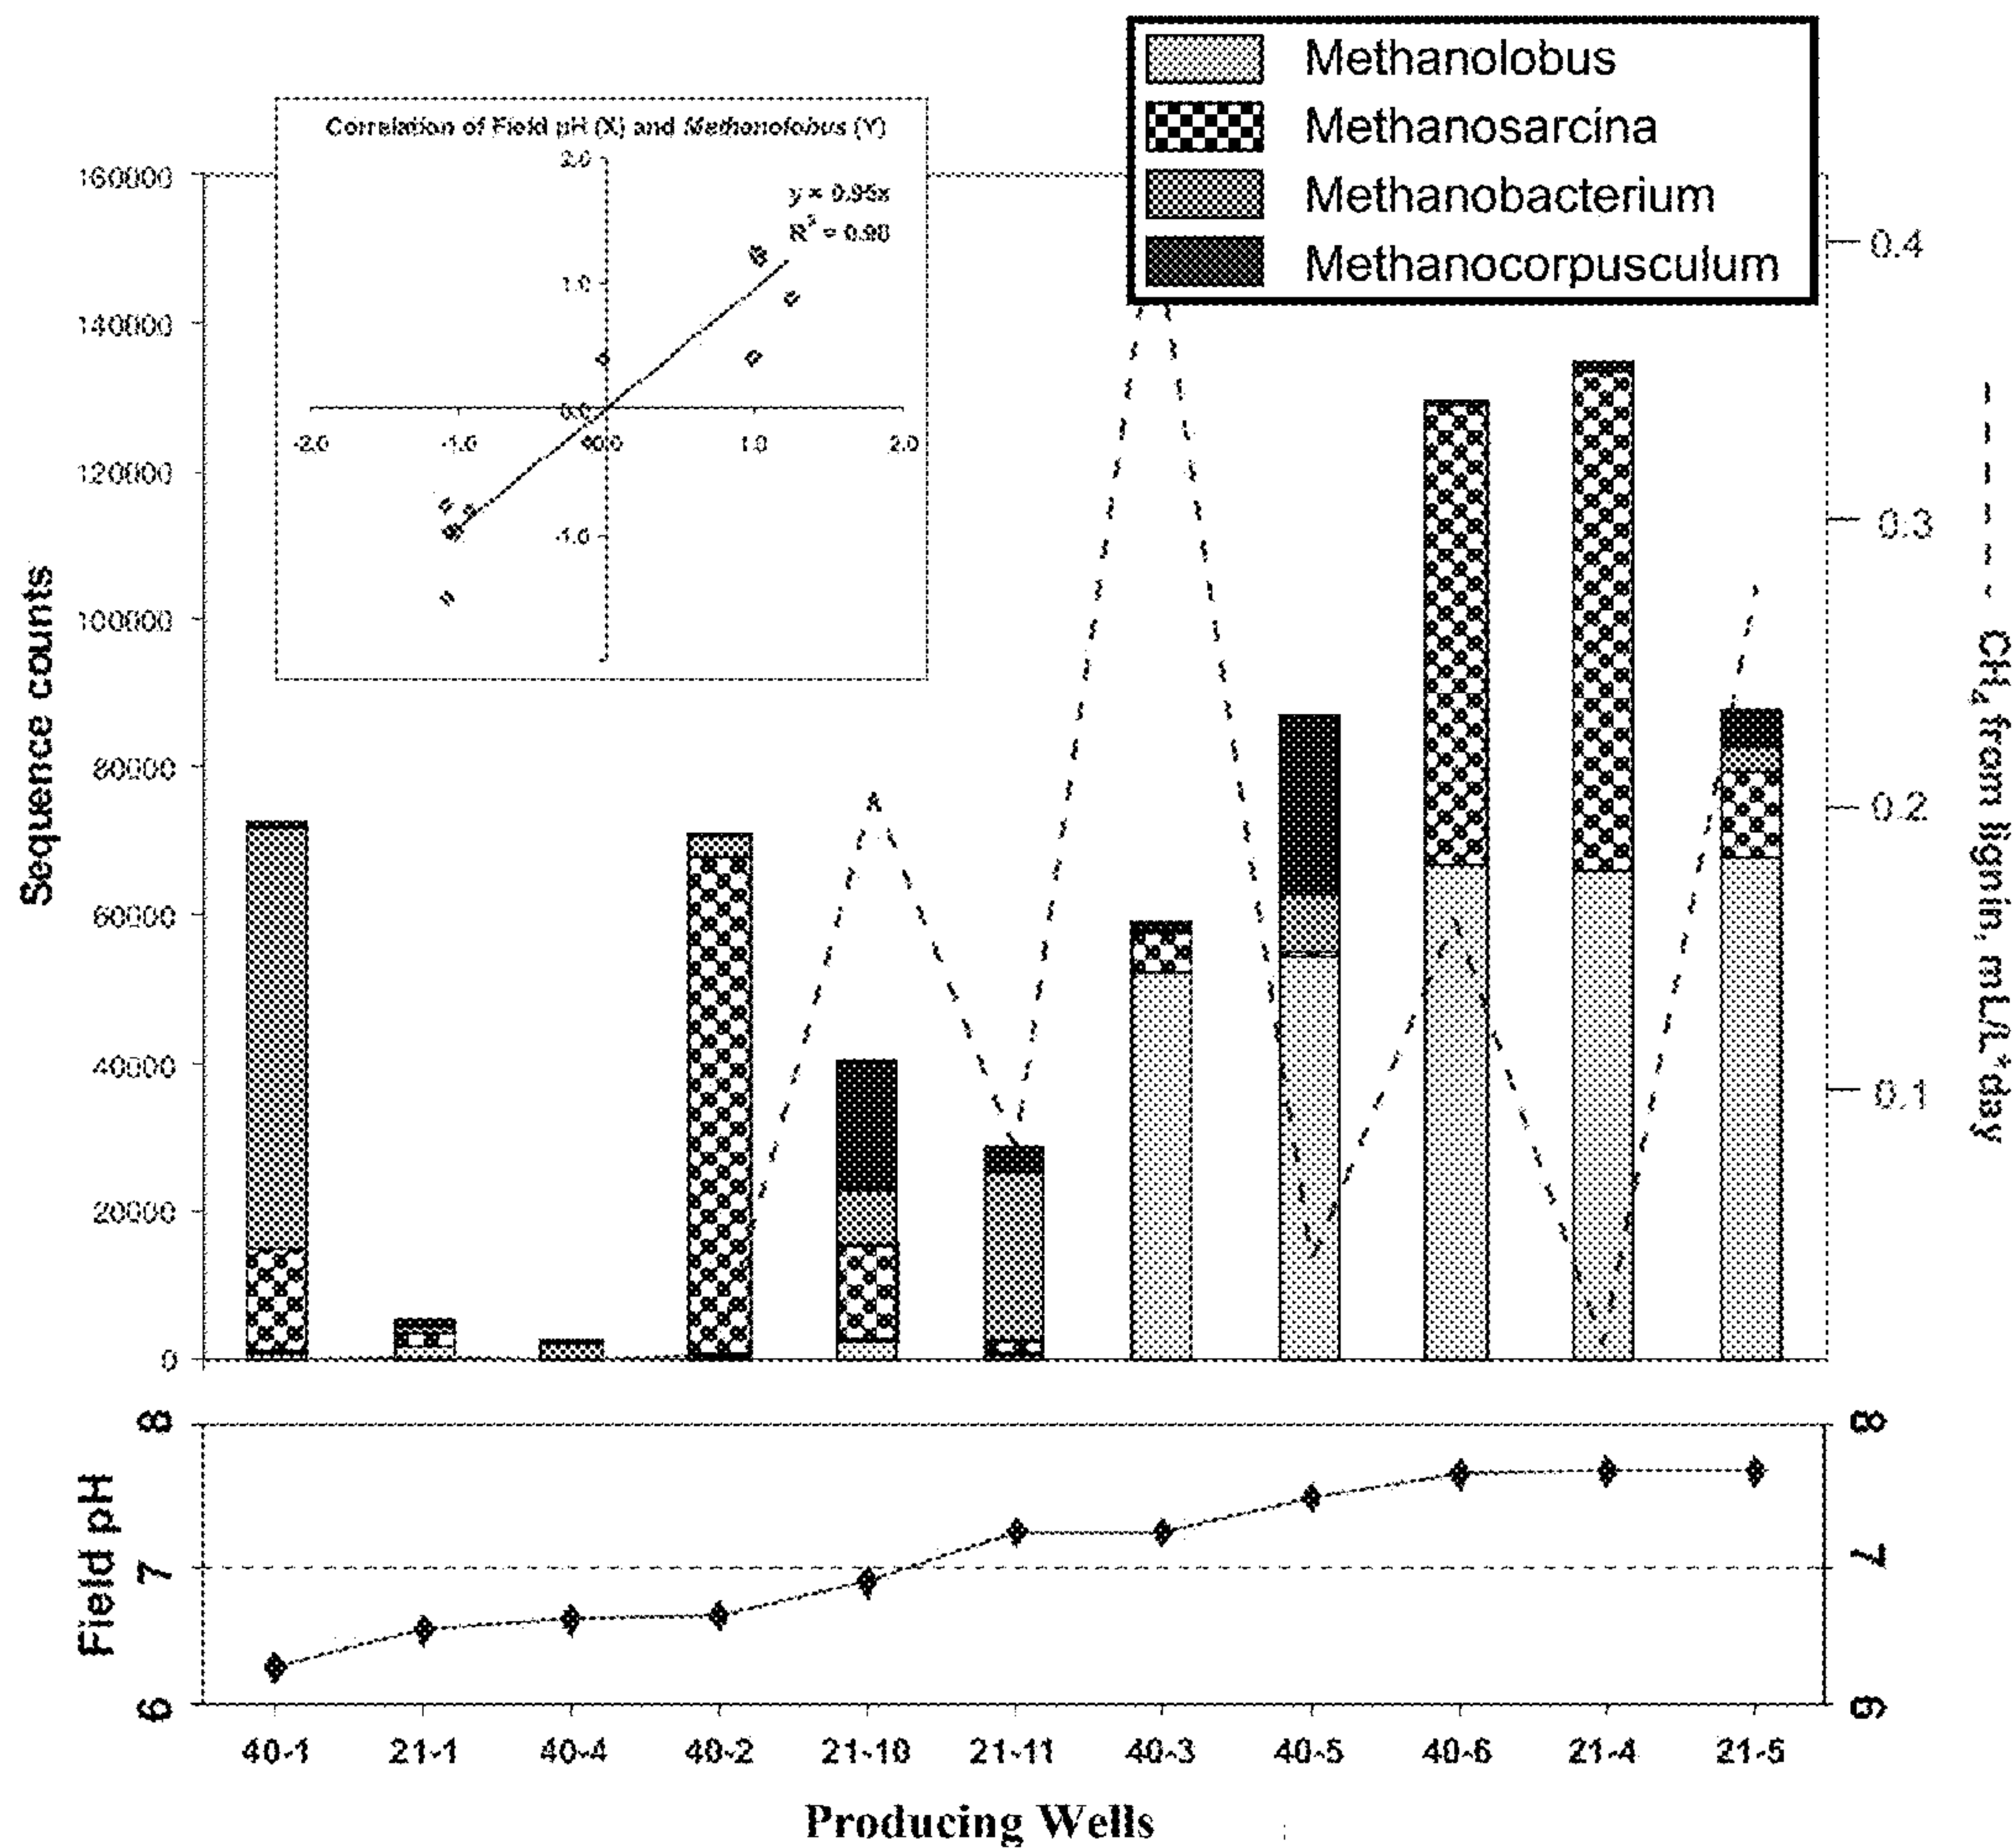 Methanolobus
Methanosarcina
Methanobacterium
Methanocorpusculum
Correlation of Field pH (X) and Methanolobus (Y)
2.0
y = 0.95x
R² = 0.90
1.0
0.0
-2.0 -1.0 0.0 1.0 2.0
-1.0
160000
140000
120000
100000
80000
60000
40000
20000
0
Sequence counts
0.4
0.3
0.2
0.1
CH₄ from lignin, mL/L*day
8
7
6
Field pH
8
7
6
40-1 21-1 40-4 40-2 21-10 21-11 40-3 40-5 40-6 21-4 21-5
Producing Wells